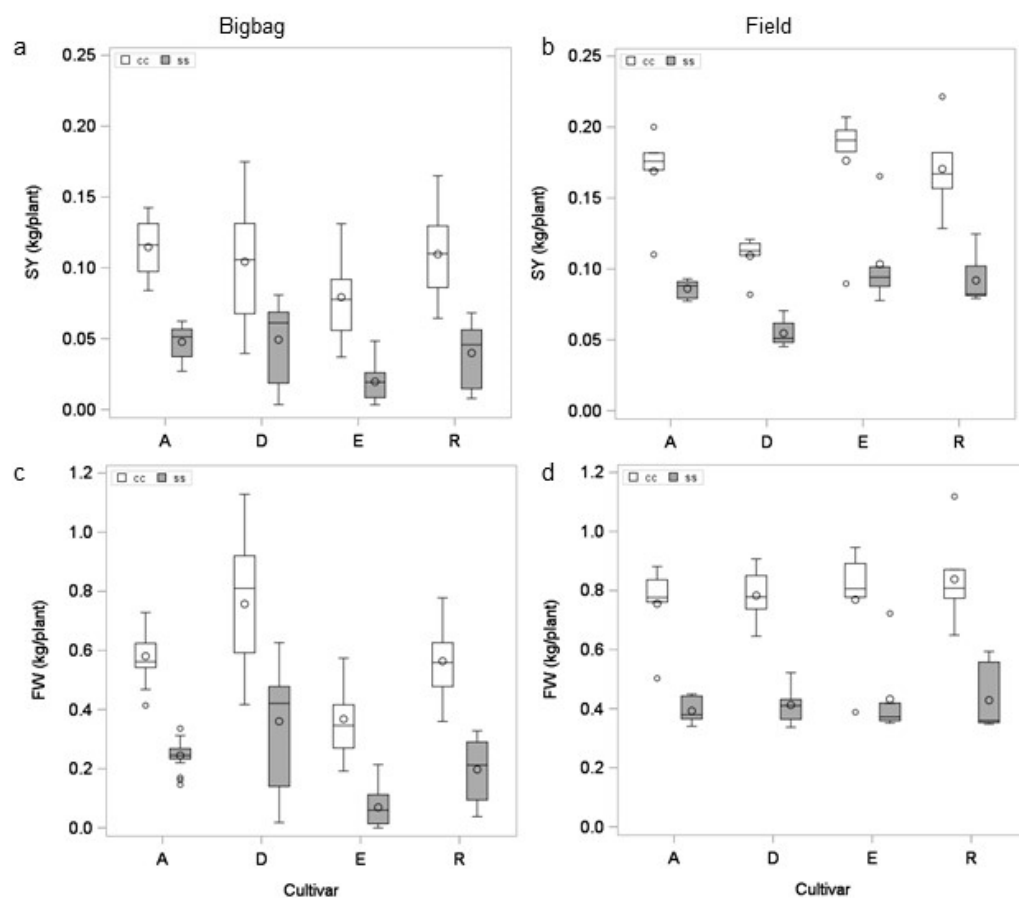 Bigbag
Field
a
b
cc ss
cc ss
SY (kg/plant)
0.25
0.20
0.15
0.10
0.05
0.00
A D E R
SY (kg/plant)
0.25
0.20
0.15
0.10
0.05
0.00
A D E R
c
d
cc ss
cc ss
FW (kg/plant)
1.2
1.0
0.8
0.6
0.4
0.2
0.0
A D E R
Cultivar
FW (kg/plant)
1.2
1.0
0.8
0.6
0.4
0.2
0.0
A D E R
Cultivar